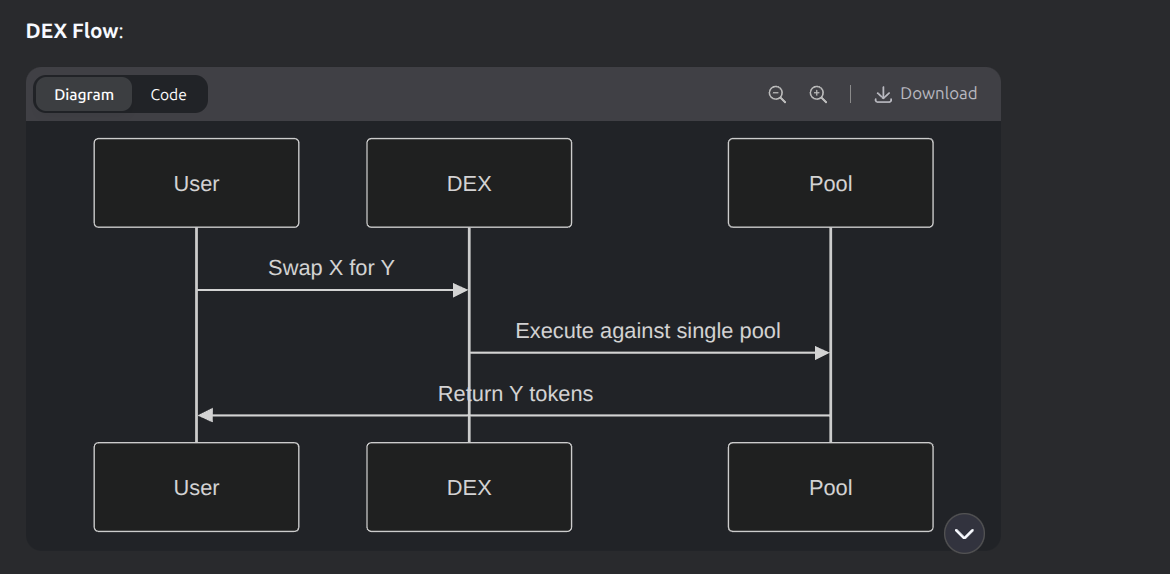 DEX Flow:
Diagram
Code
Download
User
DEX
Pool
Swap X for Y
Execute against single pool
Return Y tokens
User
DEX
Pool